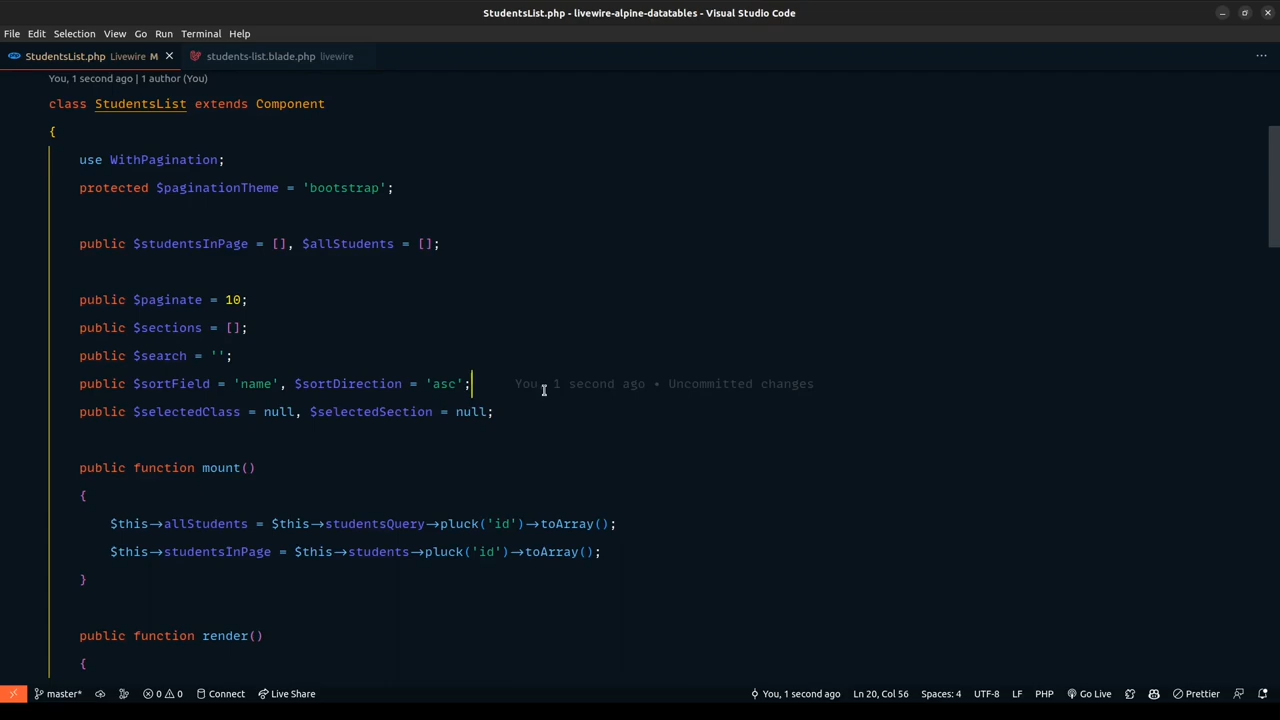 StudentsList.php - livewire-alpine-datatables - Visual Studio Code
File Edit Selection View Go Run Terminal Help
StudentsList.php Livewire M students-list.blade.php livewire
You, 1 second ago | 1 author (You)
class StudentsList extends Component
{
use WithPagination;
protected $paginationTheme = 'bootstrap';
public $studentsInPage = [], $allStudents = [];
public $paginate = 10;
public $sections = [];
public $search = '';
public $sortField = 'name', $sortDirection = 'asc'; You, 1 second ago • Uncommitted changes
public $selectedClass = null, $selectedSection = null;
public function mount()
{
$this->allStudents = $this->studentsQuery->pluck('id')->toArray();
$this->studentsInPage = $this->students->pluck('id')->toArray();
}
public function render()
{
master* 0 0 Connect Live Share You, 1 second ago Ln 20, Col 56 Spaces: 4 UTF-8 LF PHP Go Live Prettier